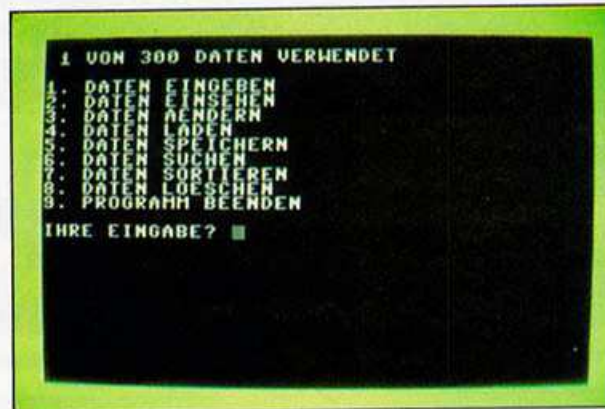 1 VON 300 DATEN VERWENDET
1. DATEN EINGEBEN
2. DATEN EINSEHEN
3. DATEN AENDERN
4. DATEN LADEN
5. DATEN SPEICHERN
6. DATEN SUCHEN
7. DATEN SORTIEREN
8. DATEN LOESCHEN
9. PROGRAMM BEENDEN
IHRE EINGABE?